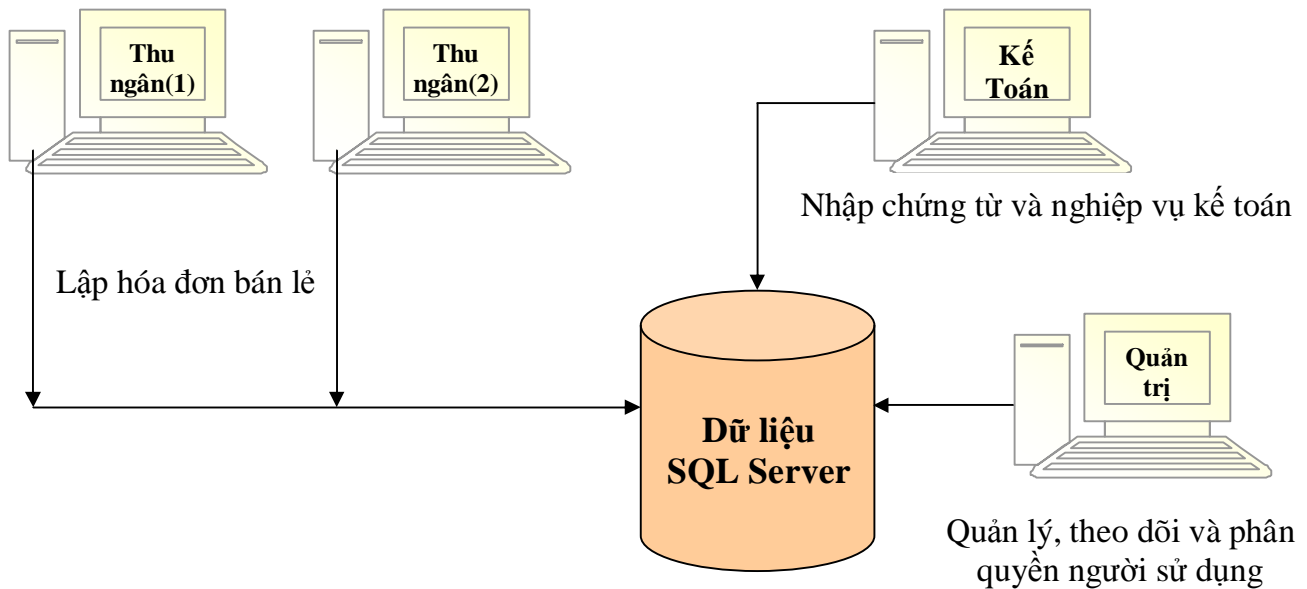 Thu
ngân(1)
Thu
ngân(2)
Kế
Toán
Nhập chứng từ và nghiệp vụ kế toán
Lập hóa đơn bán lẻ
Quản
trị
Dữ liệu
SQL Server
Quản lý, theo dõi và phân
quyền người sử dụng